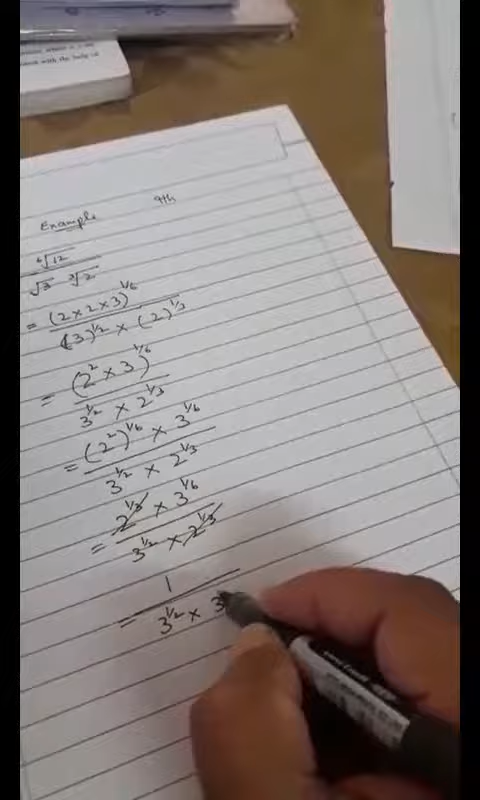 Example 9th
⁶√12
√3 ³√2
= (2 × 2 × 3)^1/6
(3)^1/2 × (2)^1/3
= (2² × 3)^1/6
3^1/2 × 2^1/3
= (2²)^1/6 × 3^1/6
3^1/2 × 2^1/3
= 2^1/3 × 3^1/6
3^1/2 × 2^1/3
= 1
3^1/2 × 3